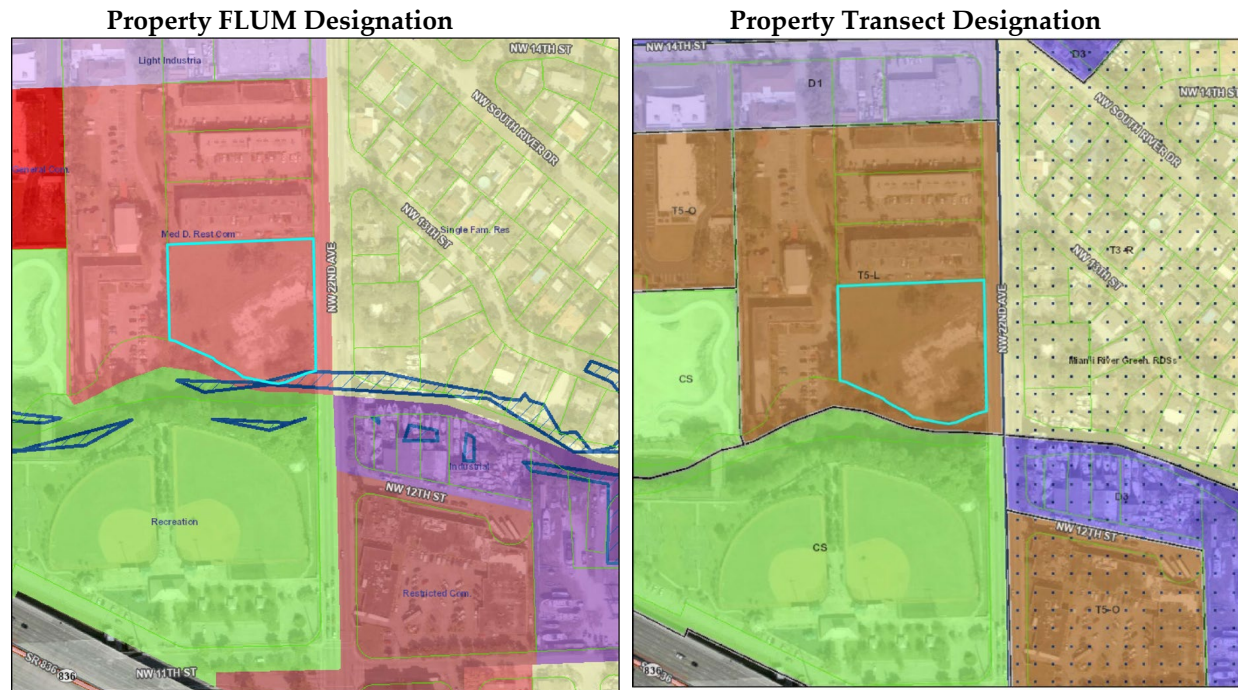 Property FLUM Designation
Property Transect Designation
Light Industria
NW 14TH ST
NW SOUTH RIVER DR
NW 13TH ST
Single Fam. Res
Med D. Rest Com
NW 22ND AVE
Industrial
NW 12TH ST
Recreation
Restricted Com.
NW 11TH ST
SR 836
836
NW 14TH ST
D1
D3
NW 14TH ST
NW SOUTH RIVER DR
T5-O
T3-R
NW 13TH ST
T5-L
NW 22ND AVE
Miami River Green. RDSs
CS
D3
NW 12TH ST
CS
T5-O
836